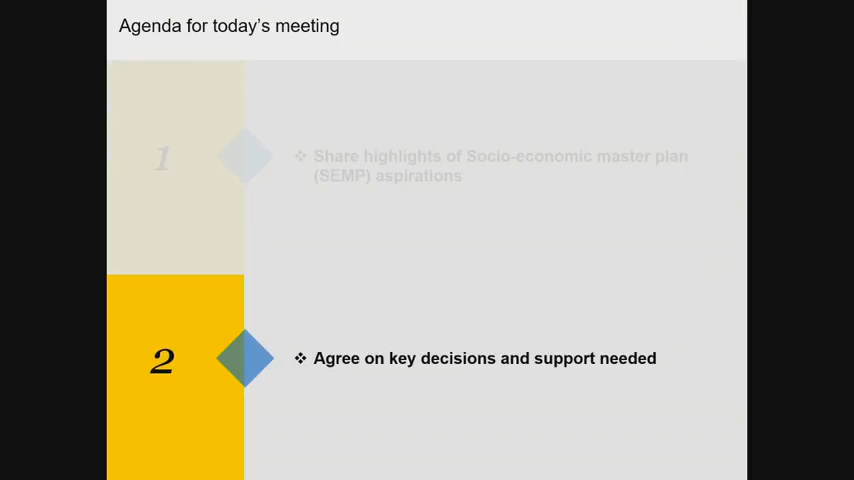 Agenda for today’s meeting
1
❖ Share highlights of Socio-economic master plan
(SEMP) aspirations
2
❖ Agree on key decisions and support needed